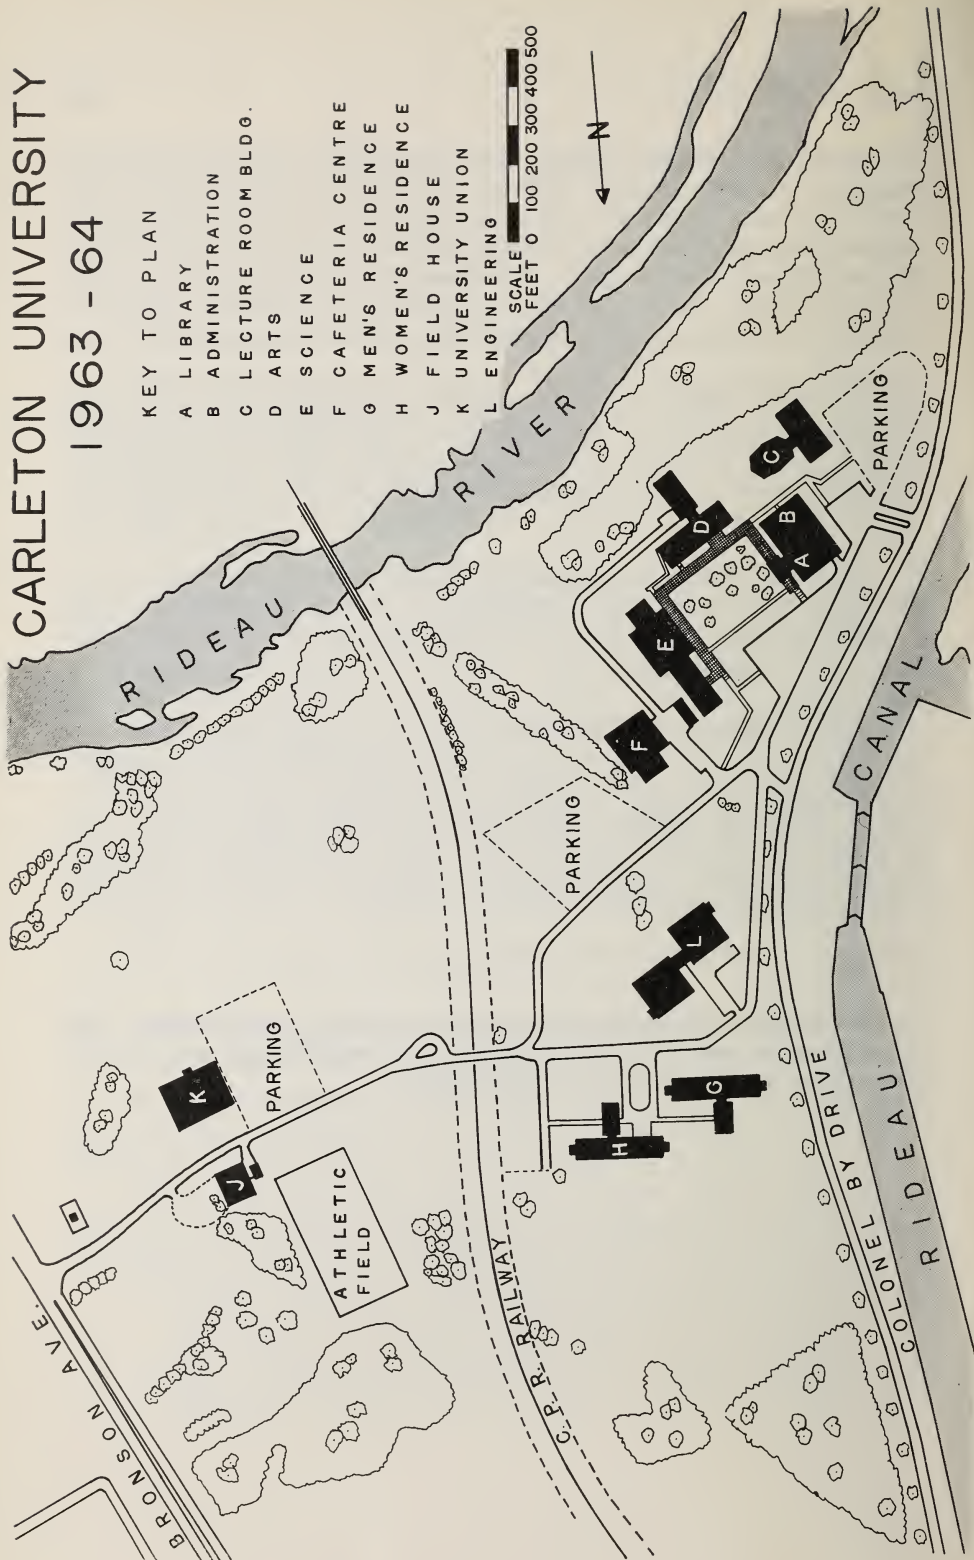 CARLETON UNIVERSITY
1963 - 64
KEY TO PLAN
A LIBRARY
B ADMINISTRATION
C LECTURE ROOM BLDG.
D ARTS
E SCIENCE
F CAFETERIA CENTRE
G MEN'S RESIDENCE
H WOMEN'S RESIDENCE
J FIELD HOUSE
K UNIVERSITY UNION
L ENGINEERING
SCALE
FEET 0 100 200 300 400 500
N
RIDEAU RIVER
BRONSON AVE.
K
PARKING
J
ATHLETIC
FIELD
C.P.R. RAILWAY
H
G
L
PARKING
F
E
D
A
B
C
PARKING
COLONEL BY DRIVE
RIDEAU CANAL